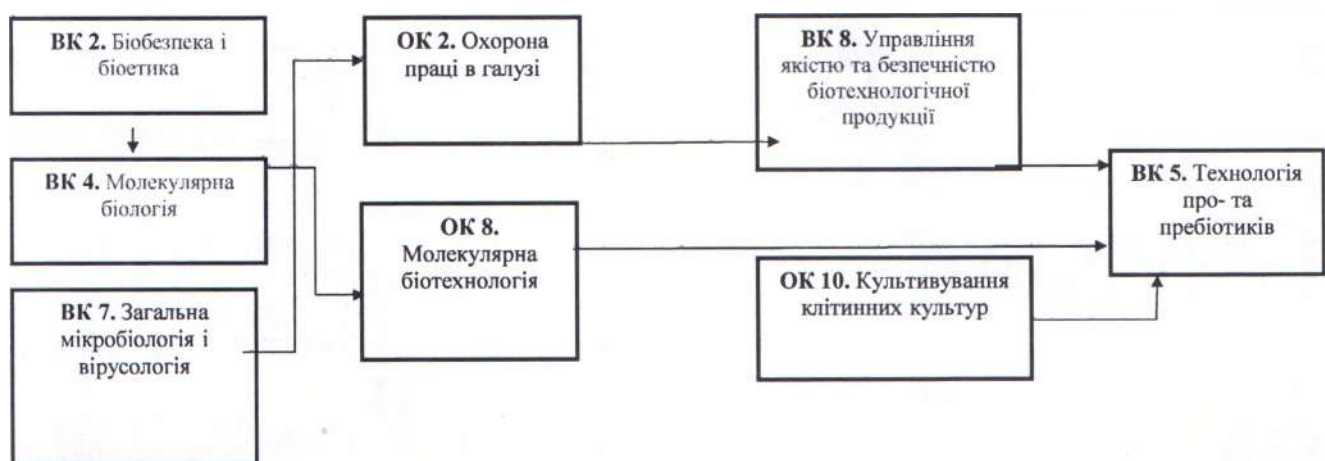 ВК 2. Біобезпека і
біоетика
ВК 4. Молекулярна
біологія
ВК 7. Загальна
мікробіологія і
вірусологія
ОК 2. Охорона
праці в галузі
ОК 8.
Молекулярна
біотехнологія
ВК 8. Управління
якістю та безпечністю
біотехнологічної
продукції
ОК 10. Культивування
клітинних культур
ВК 5. Технологія
про- та
пребіотиків